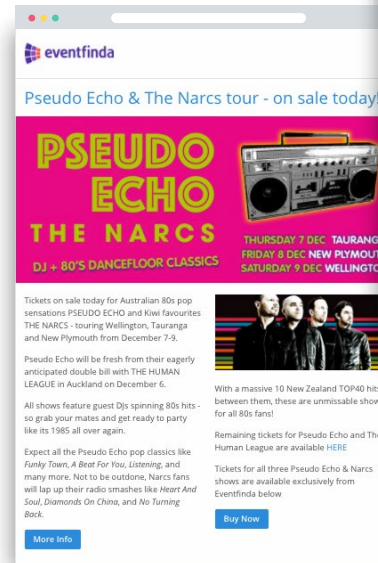 eventfinda
Pseudo Echo & The Narcs tour - on sale today!
PSEUDO
ECHO
THE NARCS
DJ + 80'S DANCEFLOOR CLASSICS
THURSDAY 7 DEC TAURANG
FRIDAY 8 DEC NEW PLYMOUT
SATURDAY 9 DEC WELLINGTO
Tickets on sale today for Australian 80s pop
sensations PSEUDO ECHO and Kiwi favourites
THE NARCS - touring Wellington, Tauranga
and New Plymouth from December 7-9.
Pseudo Echo will be fresh from their eagerly
anticipated double bill with THE HUMAN
LEAGUE in Auckland on December 6.
All shows feature guest DJs spinning 80s hits -
so grab your mates and get ready to party
like its 1985 all over again.
Expect all the Pseudo Echo pop classics like
Funky Town, A Beat For You, Listening, and
many more. Not to be outdone, Narcs fans
will lap up their radio smashes like Heart And
Soul, Diamonds On China, and No Turning
Back.
More Info
With a massive 10 New Zealand TOP40 hits
between them, these are unmissable show
for all 80s fans!
Remaining tickets for Pseudo Echo and The
Human League are available HERE
Tickets for all three Pseudo Echo & Narcs
shows are available exclusively from
Eventfinda below
Buy Now